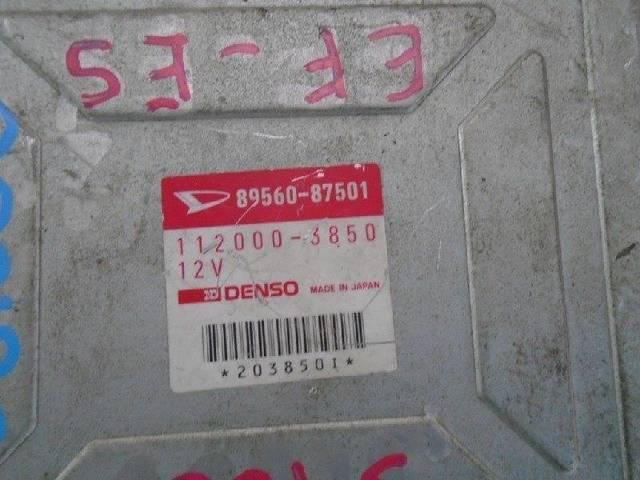 EF-ES
89560-87501
112000-3850
12V
DENSO MADE IN JAPAN
*2038501*